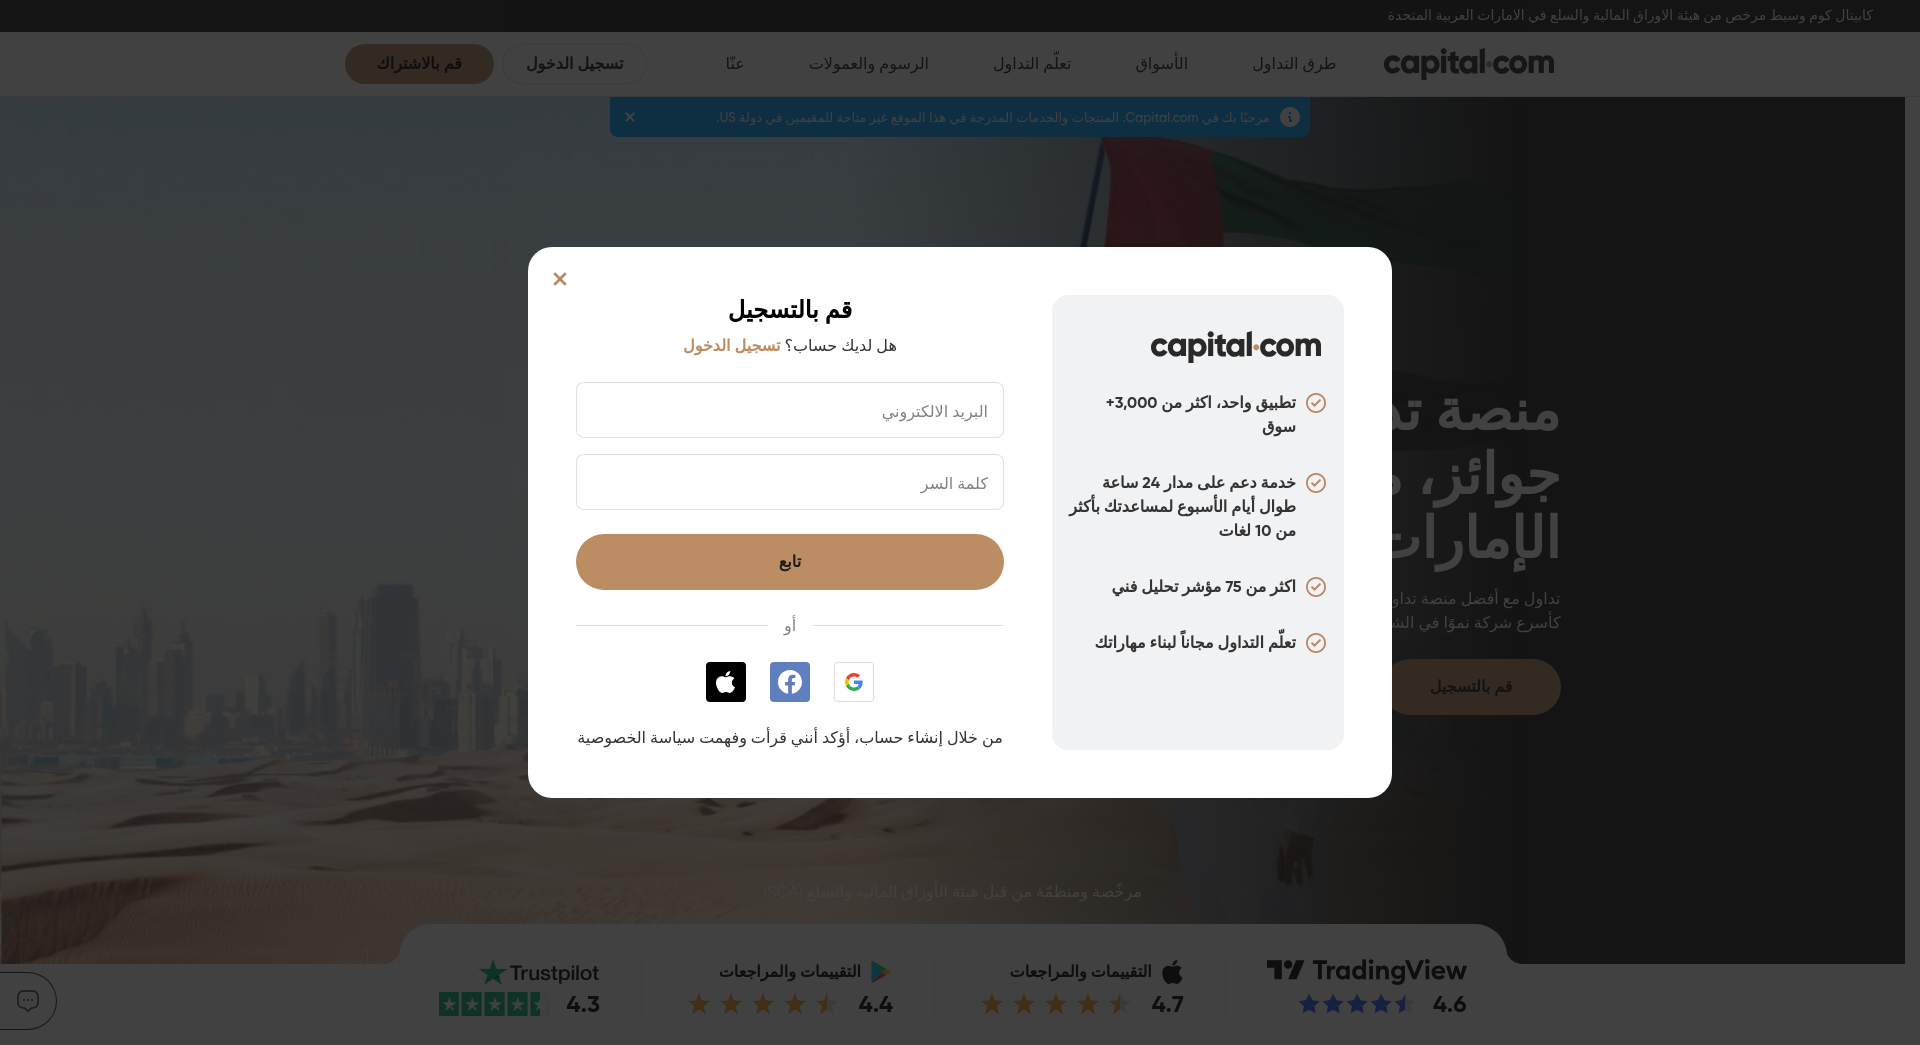 كابيتال كوم وسيط مرخص من هيئة الاوراق المالية والسلع في الامارات العربية المتحدة
capital.com
طرق التداول
الأسواق
تعلّم التداول
الرسوم والعمولات
عنّا
تسجيل الدخول
قم بالاشتراك
مرحبًا بك في Capital.com. المنتجات والخدمات المدرجة في هذا الموقع غير متاحة للمقيمين في دولة US.
منصة
جوائز،
الإمارات
تداول مع أفضل منصة
كأسرع شركة نموًا في
قم بالتسجيل
capital.com
تطبيق واحد، اكثر من 3,000+
سوق
خدمة دعم على مدار 24 ساعة
طوال أيام الأسبوع لمساعدتك بأكثر
من 10 لغات
اكثر من 75 مؤشر تحليل فني
تعلّم التداول مجاناً لبناء مهاراتك
قم بالتسجيل
هل لديك حساب؟ تسجيل الدخول
البريد الالكتروني
كلمة السر
تابع
أو
من خلال إنشاء حساب، أؤكد أنني قرأت وفهمت سياسة الخصوصية
مرخّصة ومنظمّة من قبل هيئة الأوراق المالية والسلع (SCA)
TradingView
4.6
التقييمات والمراجعات
4.7
التقييمات والمراجعات
4.4
Trustpilot
4.3